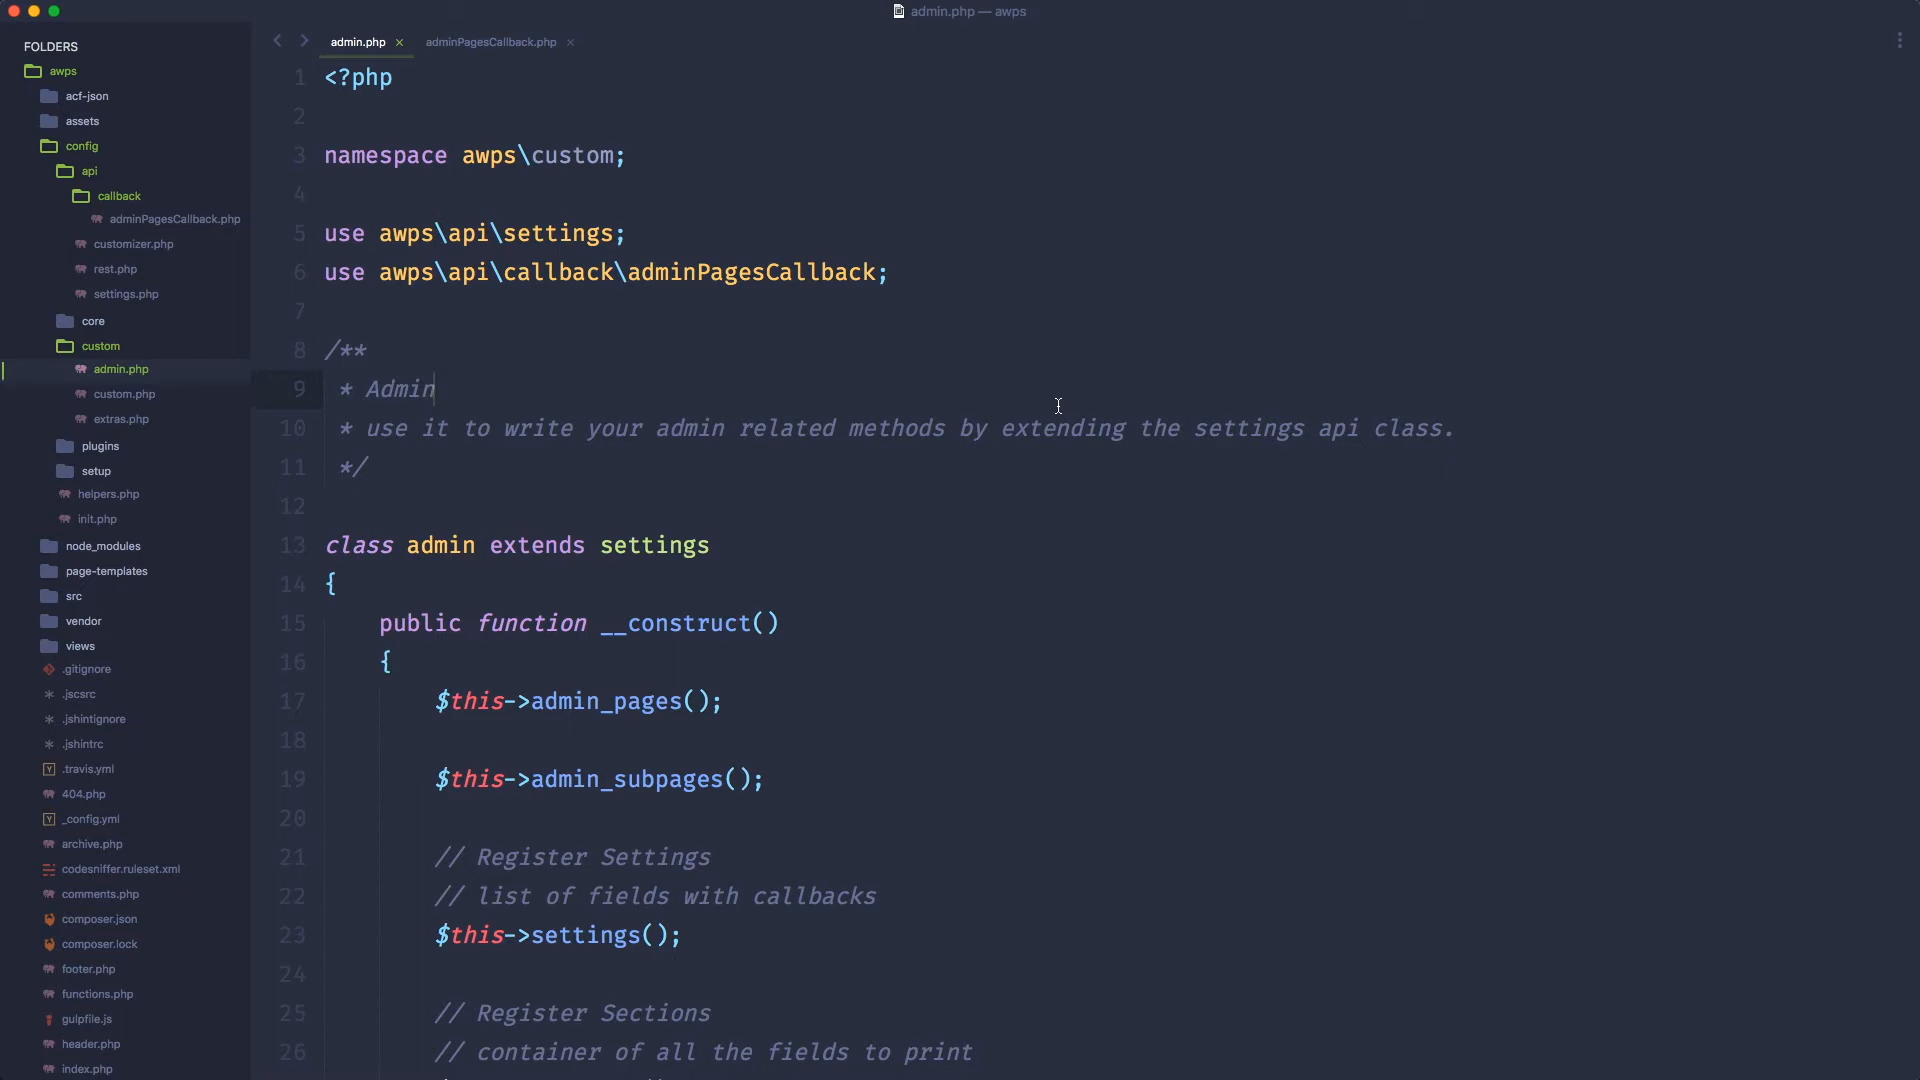 admin.php — awps
FOLDERS
awps
acf-json
assets
config
api
callback
adminPagesCallback.php
customizer.php
rest.php
settings.php
core
custom
admin.php
custom.php
extras.php
plugins
setup
helpers.php
init.php
node_modules
page-templates
src
vendor
views
.gitignore
.jscsrc
.jshintignore
.jshintrc
.travis.yml
404.php
_config.yml
archive.php
codesniffer.ruleset.xml
comments.php
composer.json
composer.lock
footer.php
functions.php
gulpfile.js
header.php
index.php
admin.php × adminPagesCallback.php ×
1 <?php
2
3 namespace awps\custom;
4
5 use awps\api\settings;
6 use awps\api\callback\adminPagesCallback;
7
8 /**
9 * Admin
10 * use it to write your admin related methods by extending the settings api class.
11 */
12
13 class admin extends settings
14 {
15 public function __construct()
16 {
17 $this->admin_pages();
18
19 $this->admin_subpages();
20
21 // Register Settings
22 // list of fields with callbacks
23 $this->settings();
24
25 // Register Sections
26 // container of all the fields to print